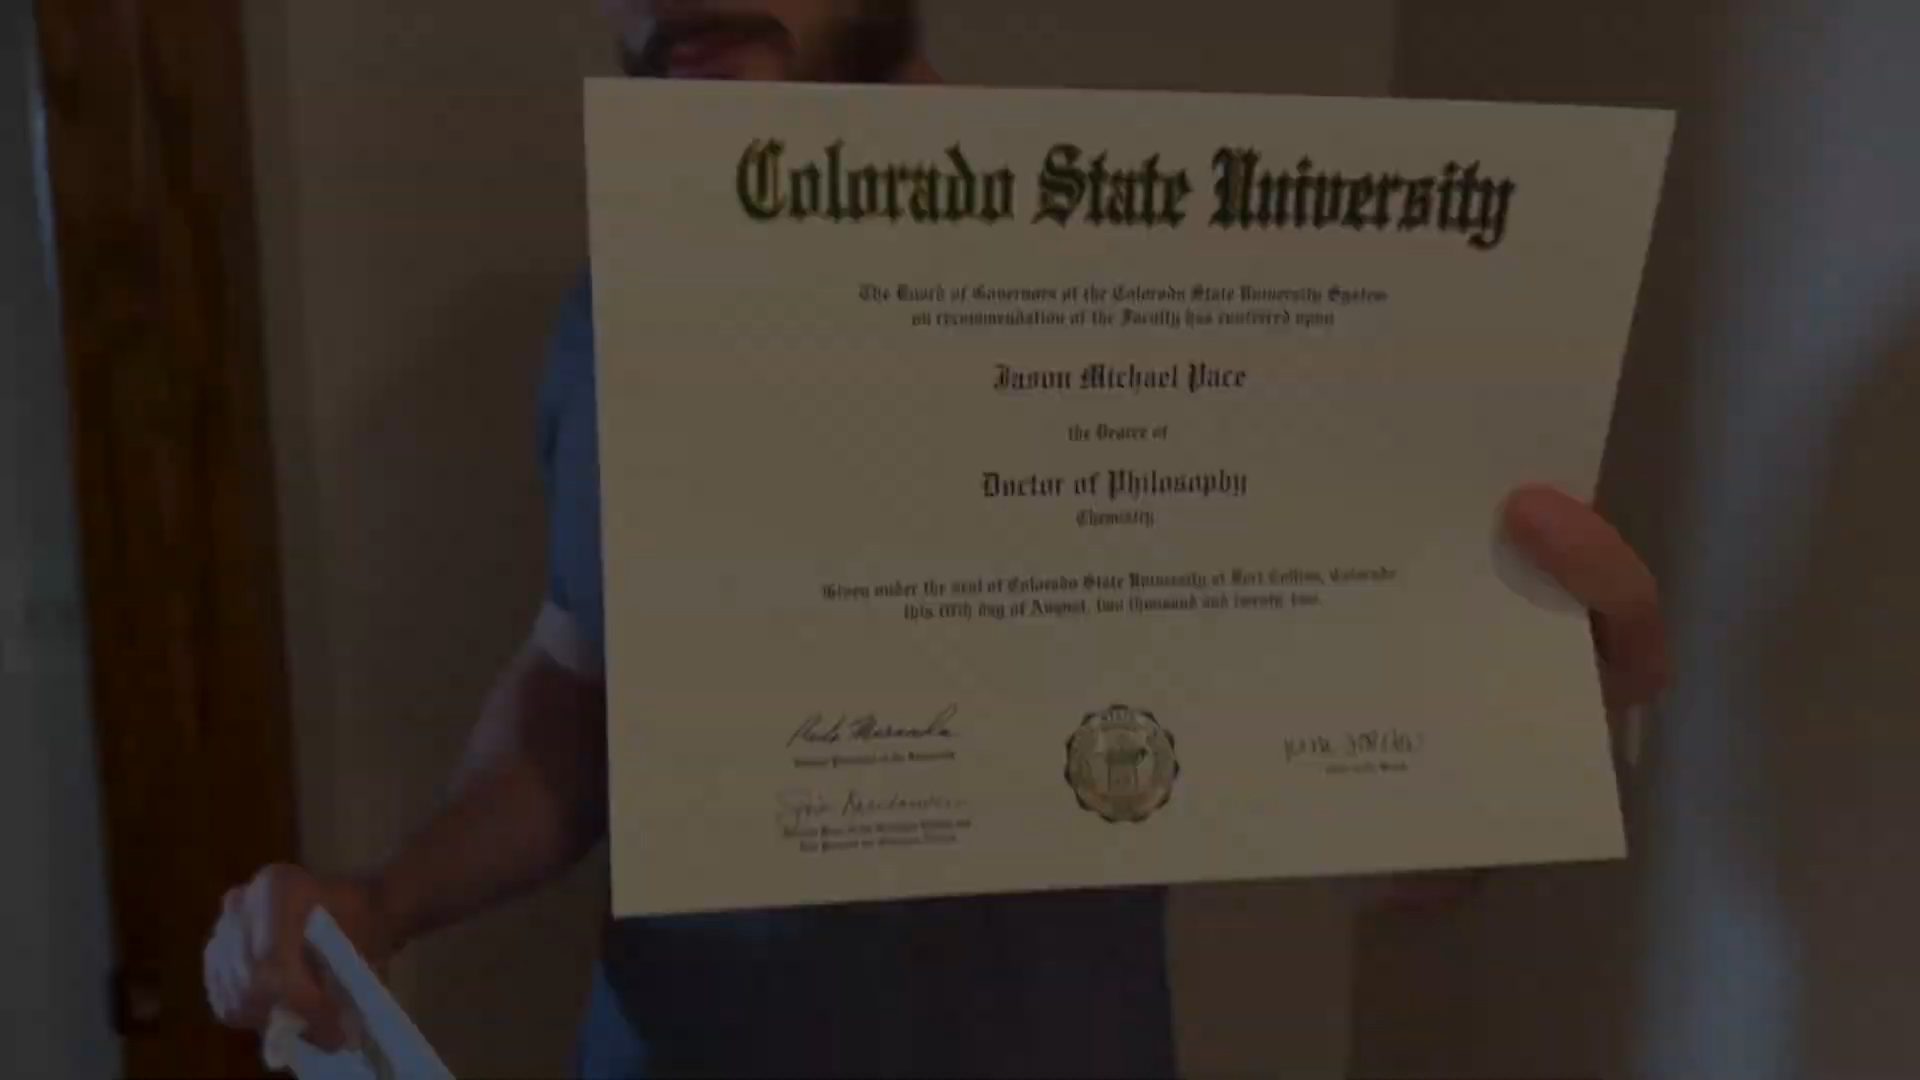 Colorado State University
The Board of Governors of the Colorado State University System
on recommendation of the Faculty has conferred upon
Jason Michael Pace
the Degree of
Doctor of Philosophy
Chemistry
Given under the seal of Colorado State University at Fort Collins, Colorado
this fifth day of August, two thousand and twenty-two.